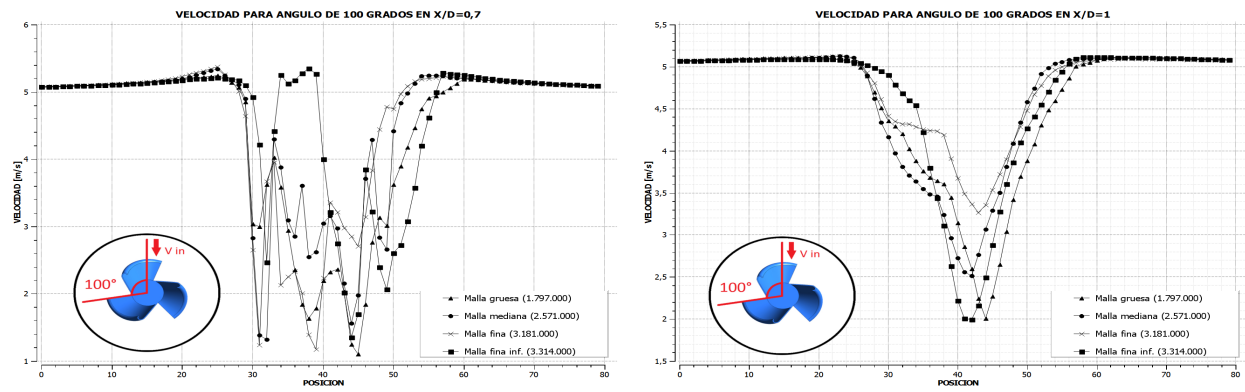 VELOCIDAD PARA ANGULO DE 100 GRADOS EN X/D=0,7
6
5
4
3
2
1
VELOCIDAD [m/s]
0 10 20 30 40 50 60 70 80
POSICION
V in
100°
Malla gruesa (1.797.000)
Malla mediana (2.571.000)
Malla fina (3.181.000)
Malla fina inf. (3.314.000)
VELOCIDAD PARA ANGULO DE 100 GRADOS EN X/D=1
5,5
5
4,5
4
3,5
3
2,5
2
1,5
VELOCIDAD [m/s]
0 10 20 30 40 50 60 70 80
POSICION
V in
100°
Malla gruesa (1.797.000)
Malla mediana (2.571.000)
Malla fina (3.181.000)
Malla fina inf. (3.314.000)